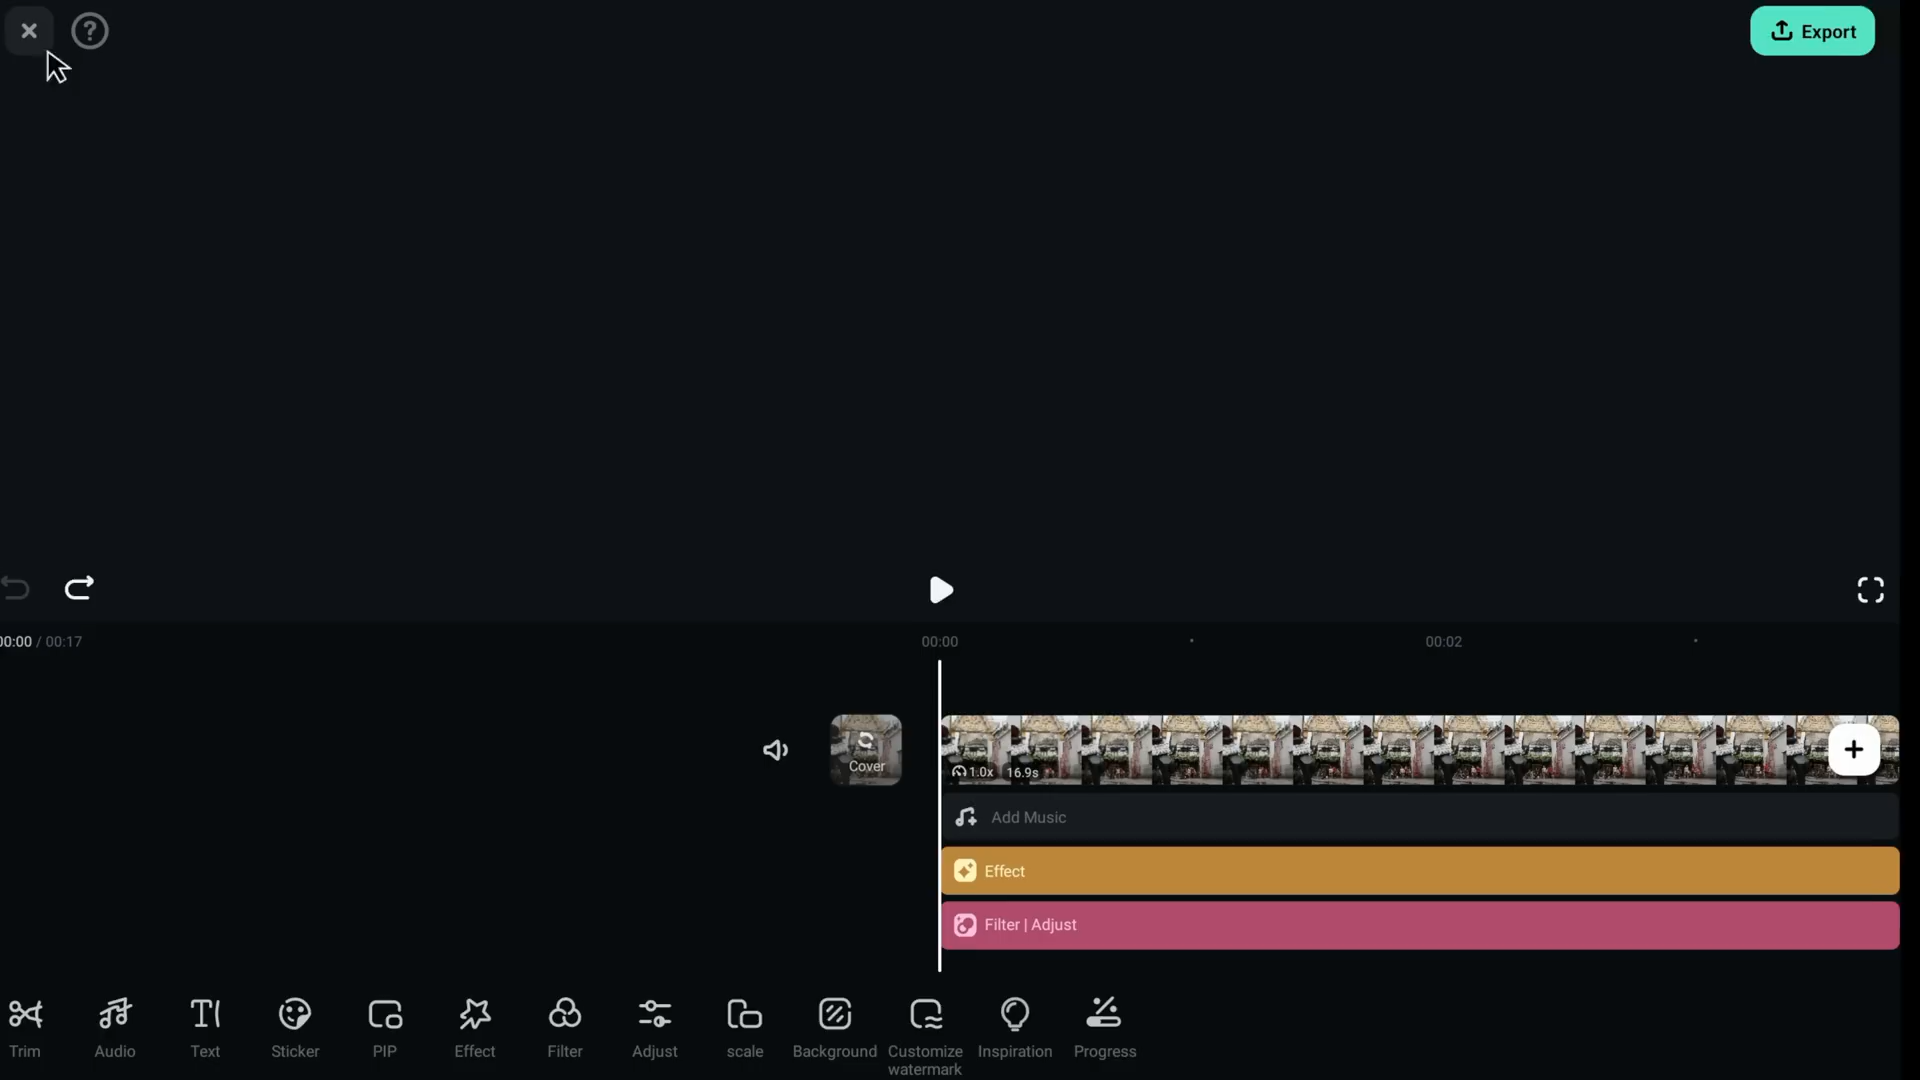 Export
00:00 / 00:17
00:00
00:02
Cover
1.0x 16.9s
Add Music
Effect
Filter | Adjust
Trim
Audio
Text
Sticker
PIP
Effect
Filter
Adjust
scale
Background
Customize
watermark
Inspiration
Progress